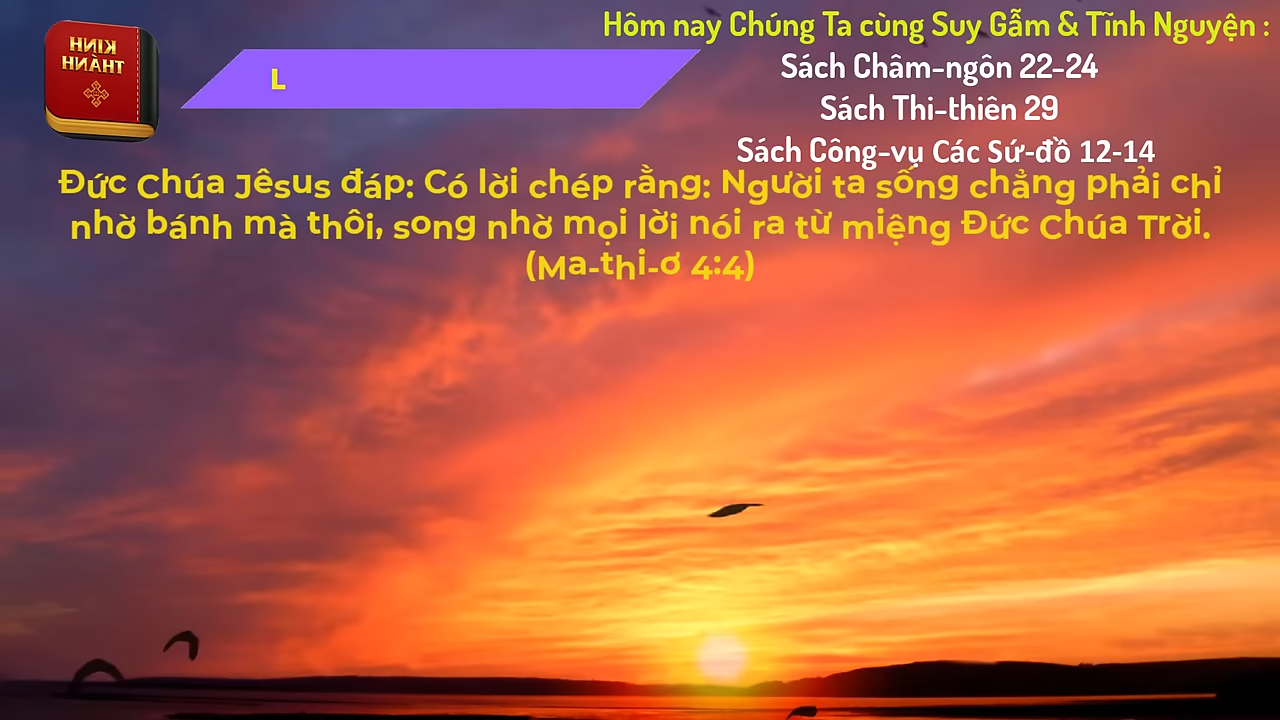 KINH
THÁNH
L
Hôm nay Chúng Ta cùng Suy Gẫm & Tĩnh Nguyện :
Sách Châm-ngôn 22-24
Sách Thi-thiên 29
Sách Công-vụ Các Sứ-đồ 12-14
Đức Chúa Jêsus đáp: Có lời chép rằng: Người ta sống chẳng phải chỉ
nhờ bánh mà thôi, song nhờ mọi lời nói ra từ miệng Đức Chúa Trời.
(Ma-thi-ơ 4:4)